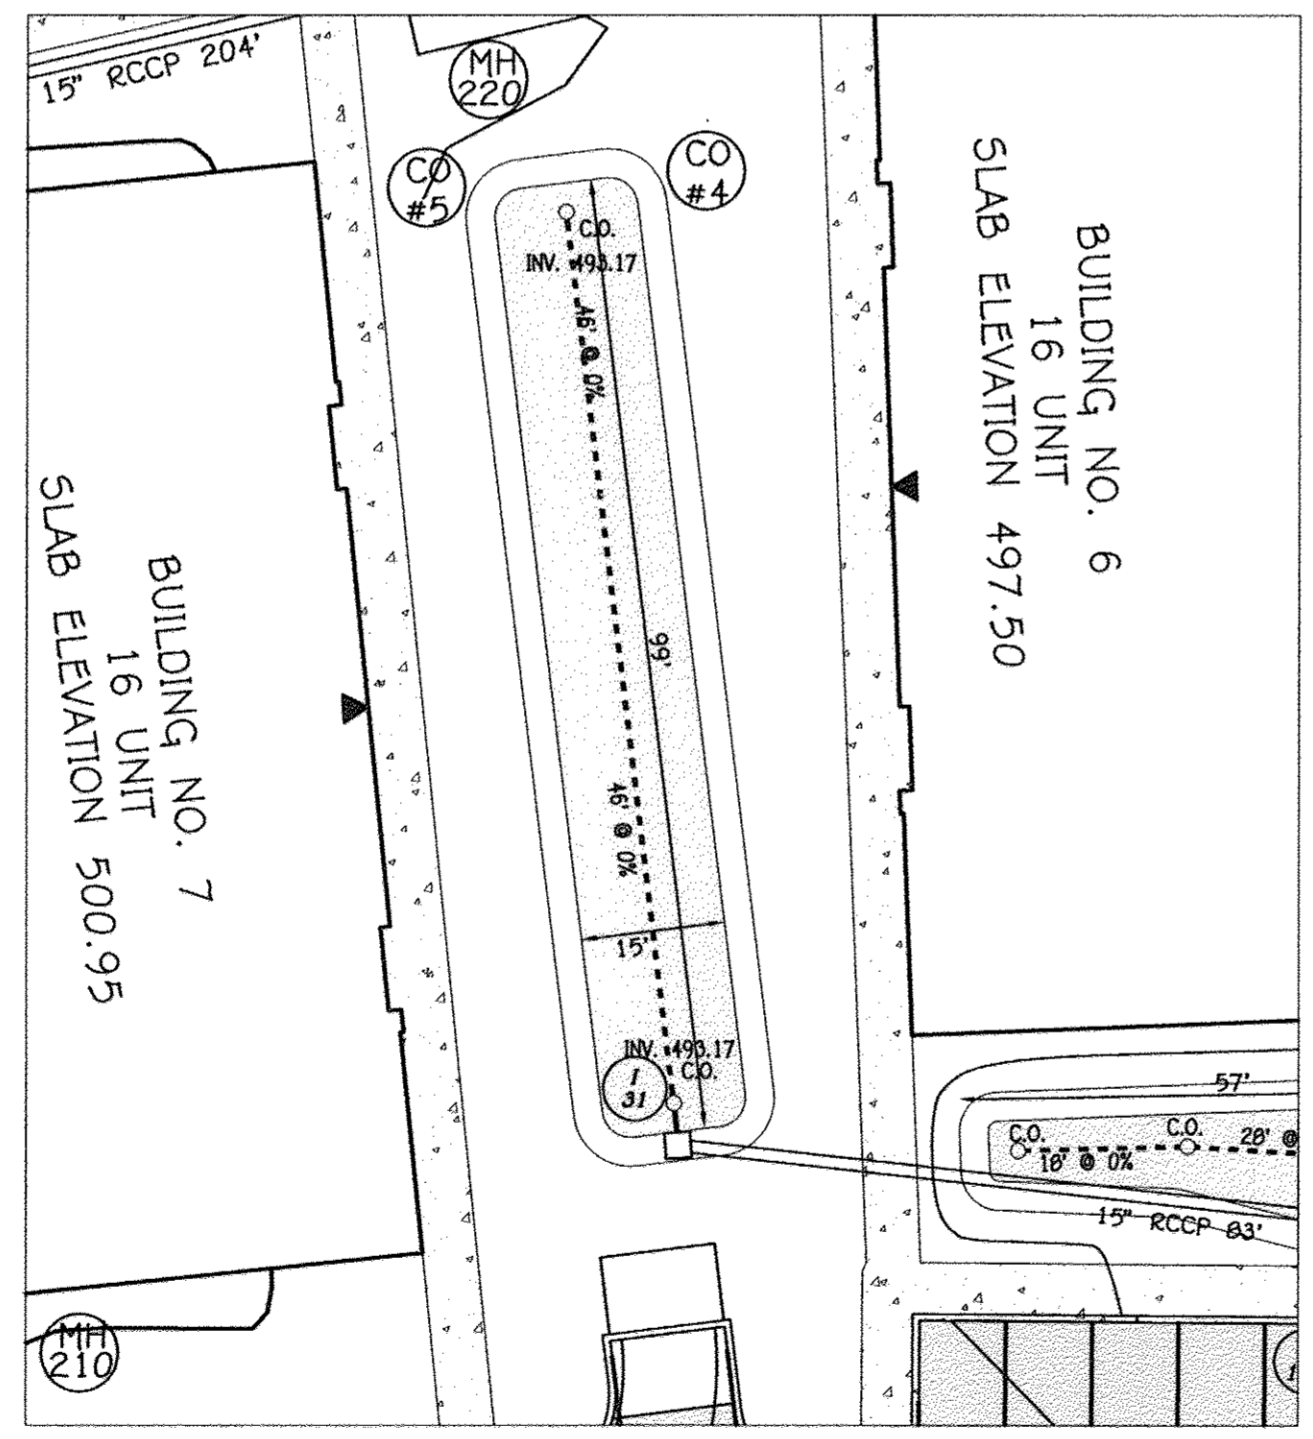 15" RCCP 204'
MH
220
CO
#5
CO
#4
C.O.
INV. 493.17
46' @ 0%
99'
46' @ 0%
15'
INV. 493.17
C.O.
I
31
BUILDING NO. 6
16 UNIT
SLAB ELEVATION 497.50
BUILDING NO. 7
16 UNIT
SLAB ELEVATION 500.95
57'
C.O.
C.O.
28' @
18' @ 0%
15" RCCP 83'
MH
210
1